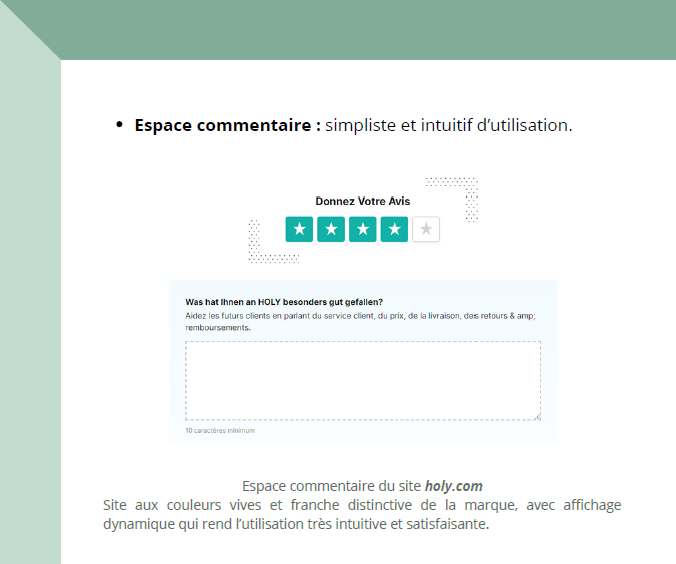 • Espace commentaire : simpliste et intuitif d’utilisation.
Donnez Votre Avis
Was hat Ihnen an HOLY besonders gut gefallen?
Aidez les futurs clients en parlant du service client, du prix, de la livraison, des retours & amp;
remboursements.
10 caractères minimum
Espace commentaire du site holy.com
Site aux couleurs vives et franche distinctive de la marque, avec affichage
dynamique qui rend l’utilisation très intuitive et satisfaisante.